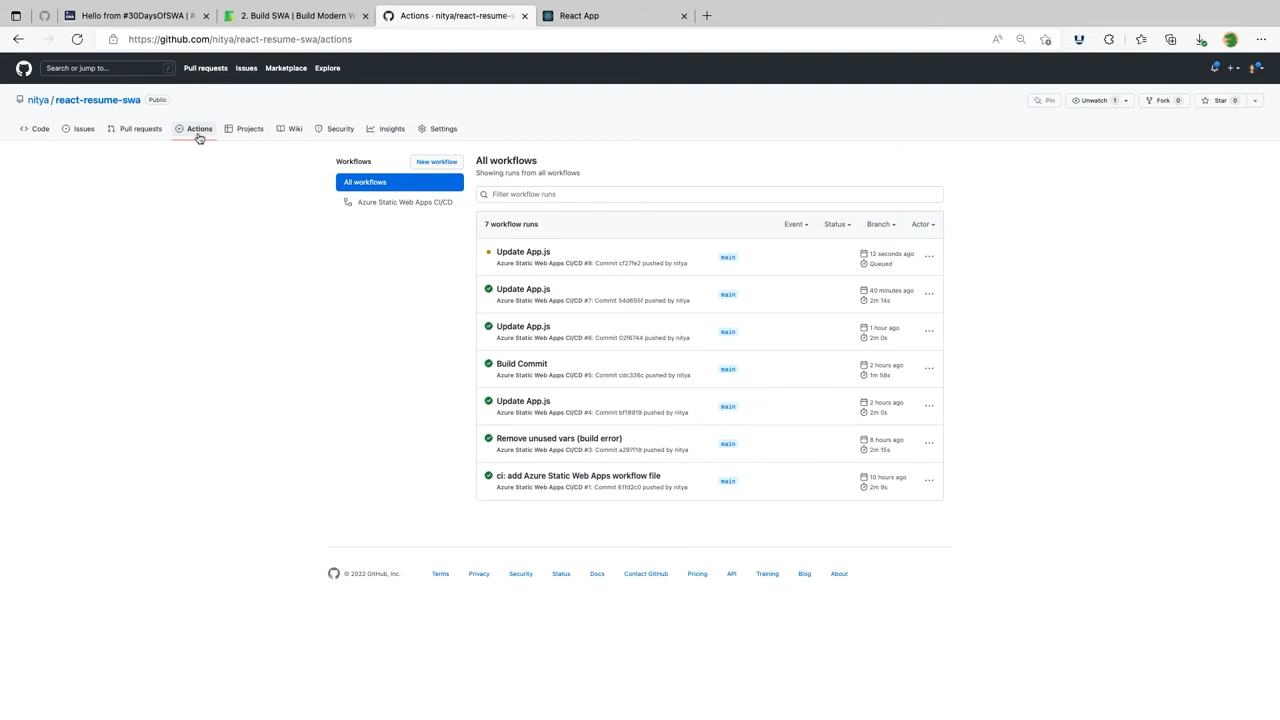 Hello from #30DaysOfSWA | #
2. Build SWA | Build Modern W
Actions · nitya/react-resume-s
React App
https://github.com/nitya/react-resume-swa/actions
Search or jump to...
/
Pull requests
Issues
Marketplace
Explore
nitya / react-resume-swa
Public
Pin
Unwatch 1
Fork 0
Star 0
Code
Issues
Pull requests
Actions
Projects
Wiki
Security
Insights
Settings
Workflows
New workflow
All workflows
Azure Static Web Apps CI/CD
All workflows
Showing runs from all workflows
Filter workflow runs
7 workflow runs
Event
Status
Branch
Actor
Update App.js
Azure Static Web Apps CI/CD #8: Commit cf27fe2 pushed by nitya
main
12 seconds ago
Queued
Update App.js
Azure Static Web Apps CI/CD #7: Commit 54d655f pushed by nitya
main
40 minutes ago
2m 14s
Update App.js
Azure Static Web Apps CI/CD #6: Commit 02f6744 pushed by nitya
main
1 hour ago
2m 0s
Build Commit
Azure Static Web Apps CI/CD #5: Commit cdc336c pushed by nitya
main
2 hours ago
1m 58s
Update App.js
Azure Static Web Apps CI/CD #4: Commit bf18919 pushed by nitya
main
2 hours ago
2m 0s
Remove unused vars (build error)
Azure Static Web Apps CI/CD #3: Commit a297f18 pushed by nitya
main
8 hours ago
2m 15s
ci: add Azure Static Web Apps workflow file
Azure Static Web Apps CI/CD #1: Commit 61fd2c0 pushed by nitya
main
10 hours ago
2m 9s
© 2022 GitHub, Inc.
Terms
Privacy
Security
Status
Docs
Contact GitHub
Pricing
API
Training
Blog
About